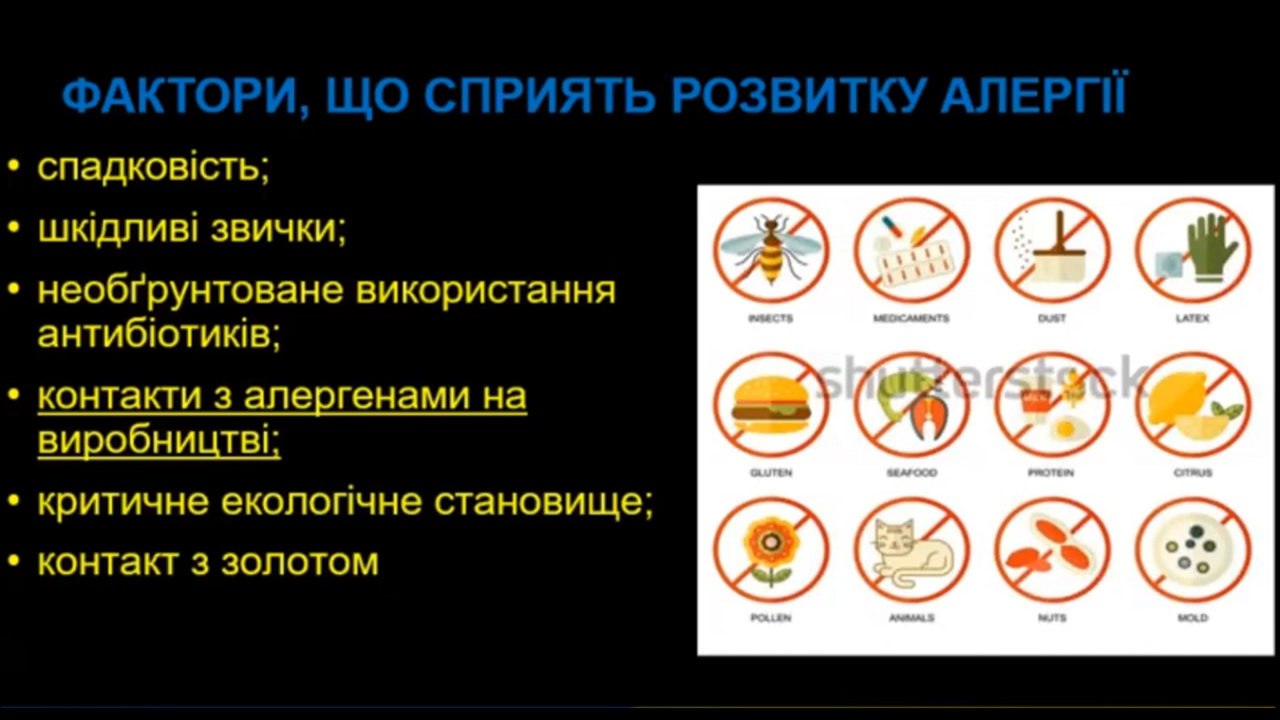 ФАКТОРИ, ЩО СПРИЯТЬ РОЗВИТКУ АЛЕРГІЇ
• спадковість;
• шкідливі звички;
• необґрунтоване використання
антибіотиків;
• контакти з алергенами на
виробництві;
• критичне екологічне становище;
• контакт з золотом
INSECTS MEDICAMENTS DUST LATEX
shutterstock
MILK
GLUTEN SEAFOOD PROTEIN CITRUS
POLLEN ANIMALS NUTS MOLD